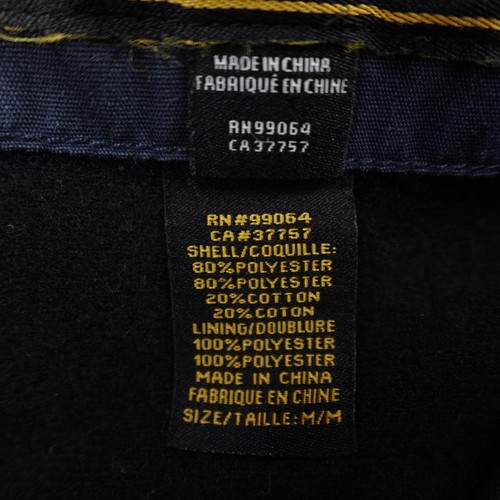 MADE IN CHINA
FABRIQUÉ EN CHINE
RN99064
CA37757
RN#99064
CA#37757
SHELL/COQUILLE:
80%POLYESTER
80%POLYESTER
20%COTTON
20%COTON
LINING/DOUBLURE
100%POLYESTER
100%POLYESTER
MADE IN CHINA
FABRIQUE EN CHINE
SIZE/TAILLE:M/M